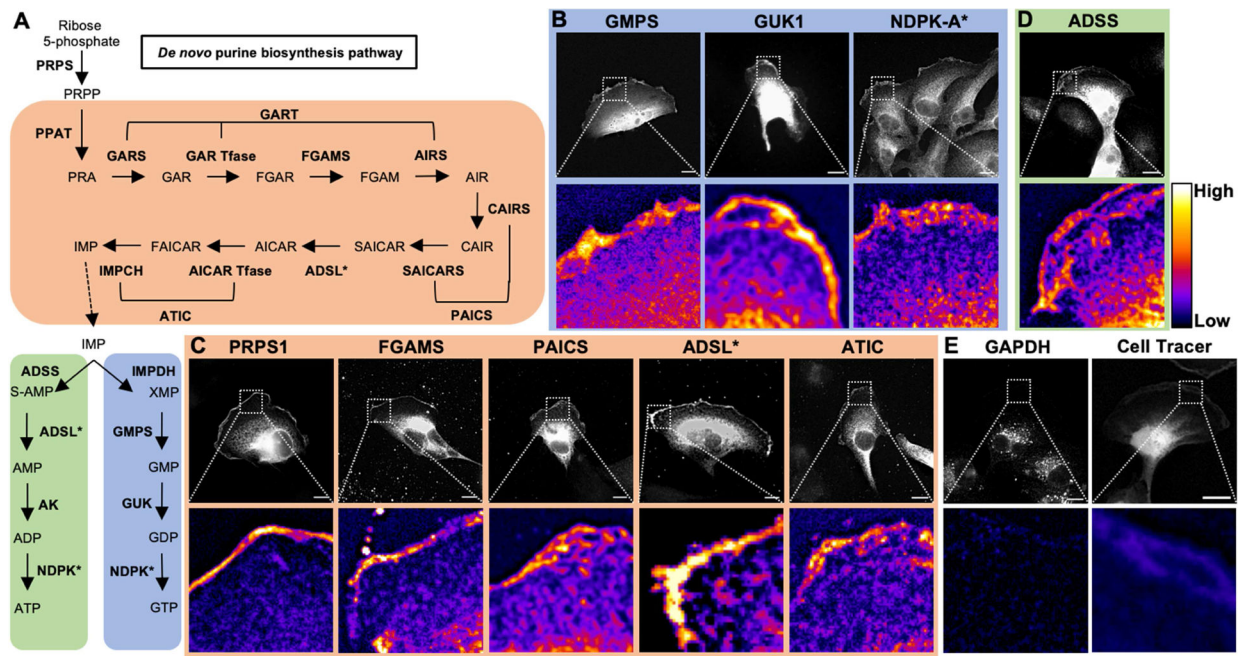 A
Ribose
5-phosphate
De novo purine biosynthesis pathway
PRPS
PRPP
PPAT
GART
GARS
GAR Tfase
FGAMS
AIRS
PRA
GAR
FGAR
FGAM
AIR
CAIRS
IMP
FAICAR
AICAR
SAICAR
CAIR
IMPCH
AICAR Tfase
ADSL*
SAICARS
ATIC
PAICS
IMP
ADSS
IMPDH
S-AMP
XMP
ADSL*
GMPS
AMP
GMP
AK
GUK
ADP
GDP
NDPK*
NDPK*
ATP
GTP
B
GMPS
GUK1
NDPK-A*
D
ADSS
High
Low
C
PRPS1
FGAMS
PAICS
ADSL*
ATIC
E
GAPDH
Cell Tracer